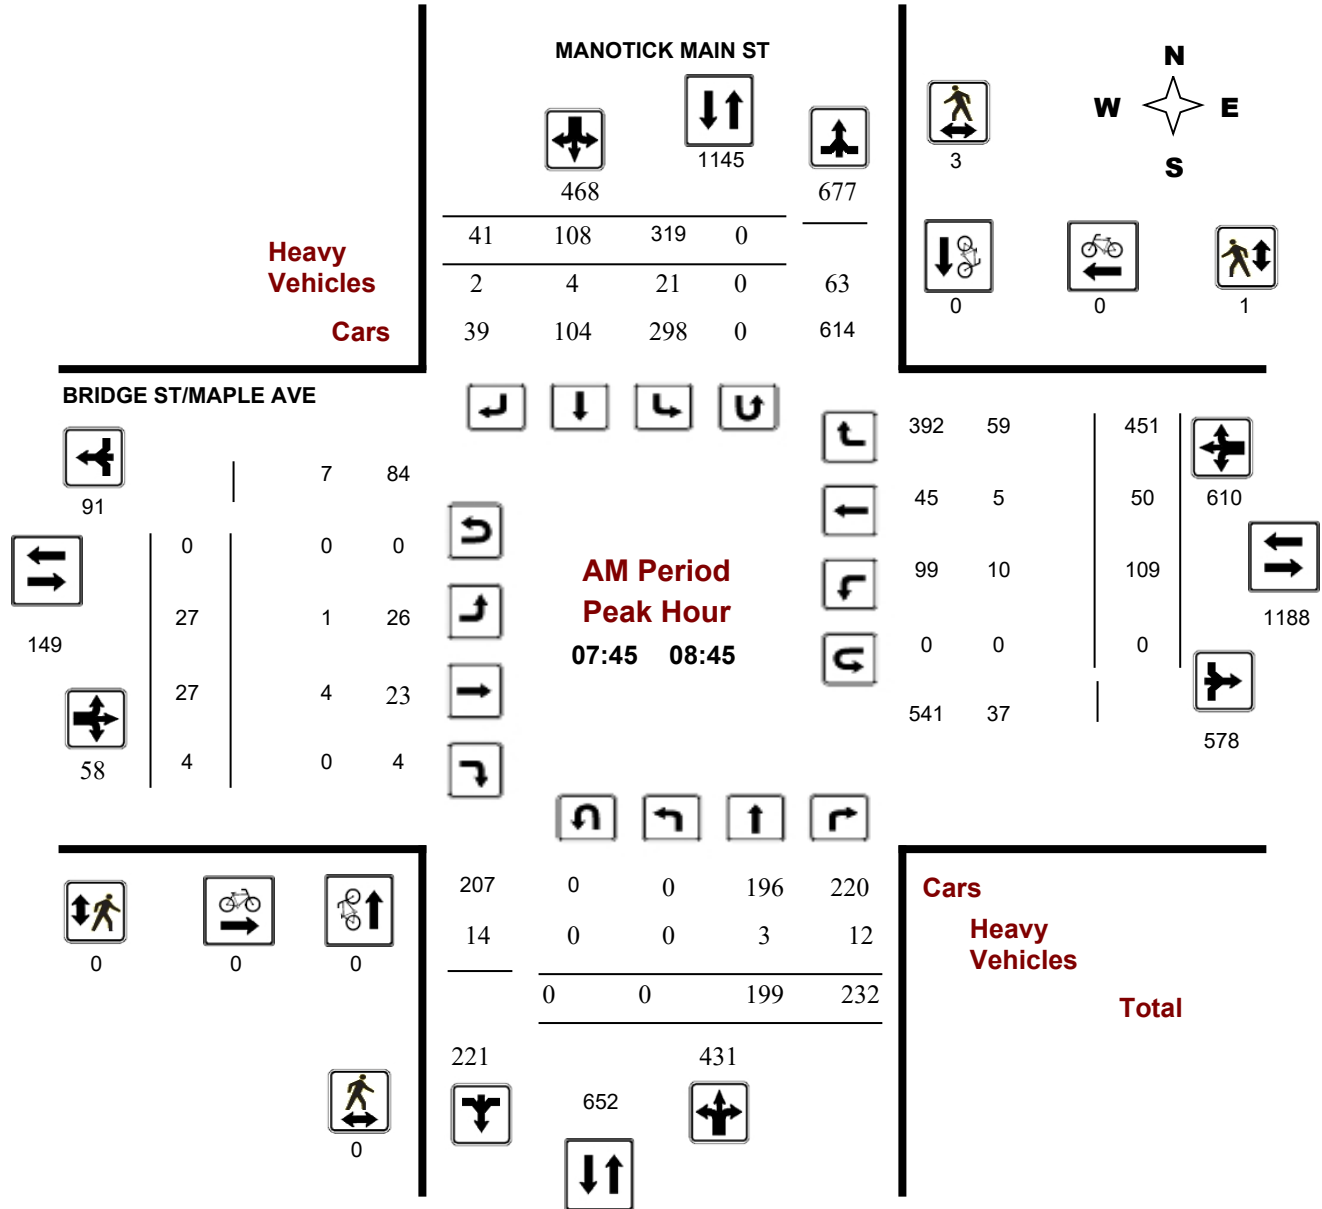 MANOTICK MAIN ST
N
W E
S
1145
3
468 677
41 108 319 0
Heavy
Vehicles
2 4 21 0 63
0 0 1
Cars
39 104 298 0 614
BRIDGE ST/MAPLE AVE
392 59 451
7 84
91
45 5 50 610
0 0 0
AM Period
99 10 109
Peak Hour
27 1 26
1188
149
07:45 08:45
0 0 0
27 4 23
541 37
578
58 4 0 4
207 0 0 196 220
Cars
14 0 0 3 12
Heavy
Vehicles
0 0 0
0 0 199 232
Total
221 431
652
0